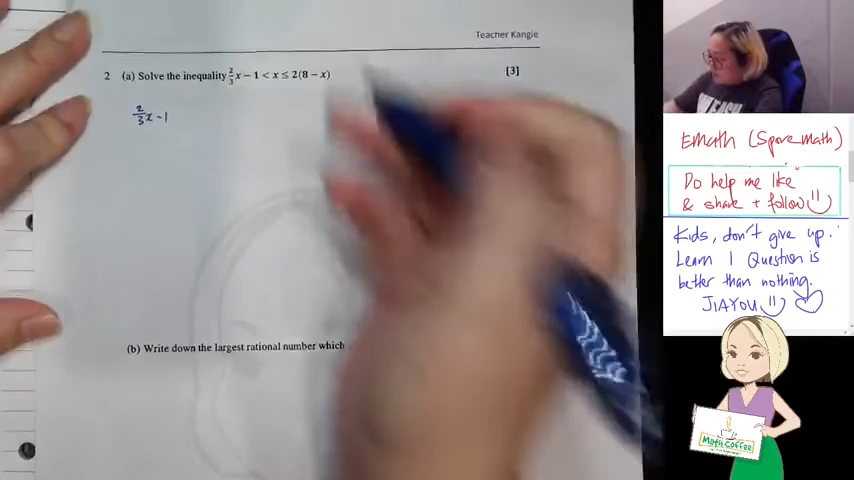 Teacher Kangie
2 (a) Solve the inequality 2/3 x − 1 < x ≤ 2(8 − x) [3]
2/3 x - 1
(b) Write down the largest rational number which
EMath (Spore math)
Do help me like
& share + follow
Kids, don't give up.
Learn 1 Question is
better than nothing.
JIAYOU
Math Coffee